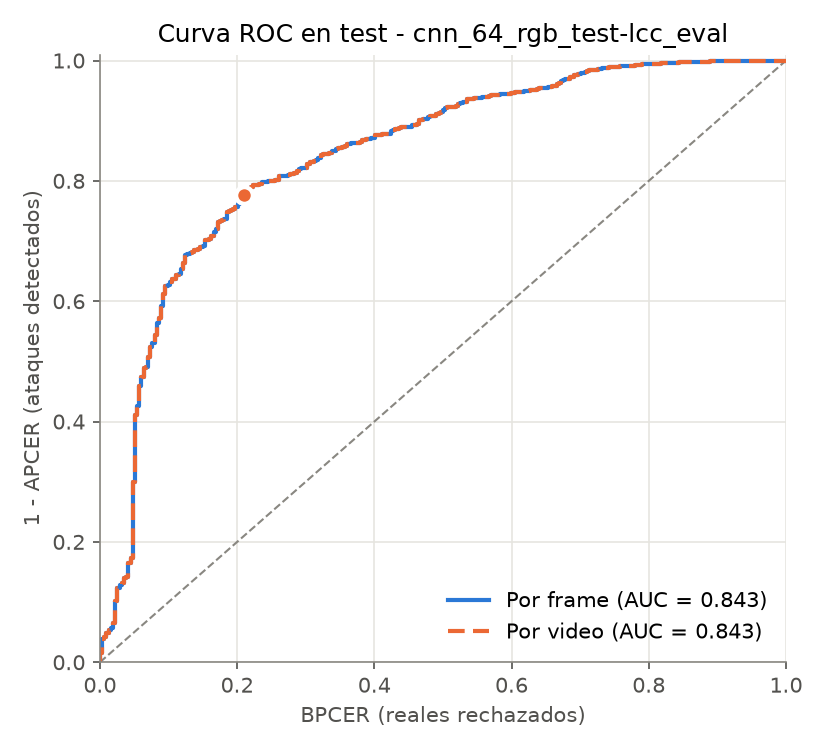 Curva ROC en test - cnn_64_rgb_test-lcc_eval
1.0
0.8
0.6
0.4
0.2
0.0
1 - APCER (ataques detectados)
Por frame (AUC = 0.843)
Por video (AUC = 0.843)
0.0 0.2 0.4 0.6 0.8 1.0
BPCER (reales rechazados)